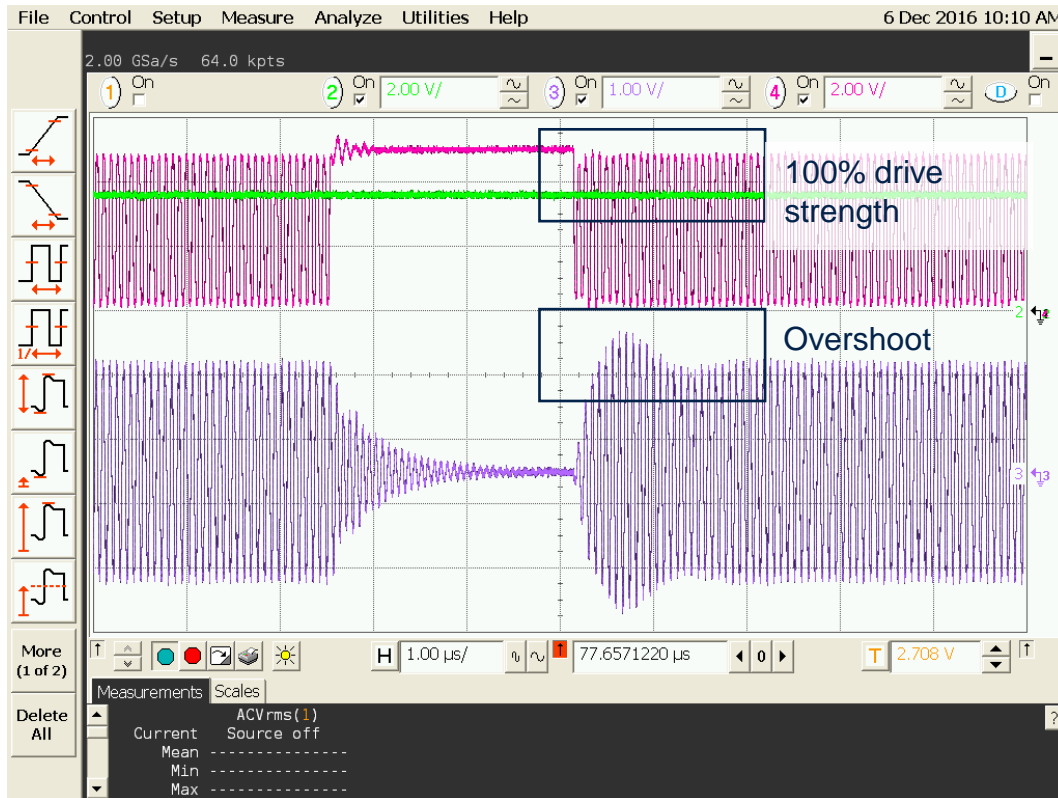 File Control Setup Measure Analyze Utilities Help 6 Dec 2016 10:10 AM
2.00 GSa/s 64.0 kpts
1 On 2 On 2.00 V/ 3 On 1.00 V/ 4 On 2.00 V/ D On
100% drive
strength
2
Overshoot
3 3
1/
More
(1 of 2)
H 1.00 µs/ 77.6571220 µs 0 T 2.708 V
Measurements Scales
Delete
All
ACVrms(1)
?
Current Source off
Mean ---------------
Min ---------------
Max ---------------